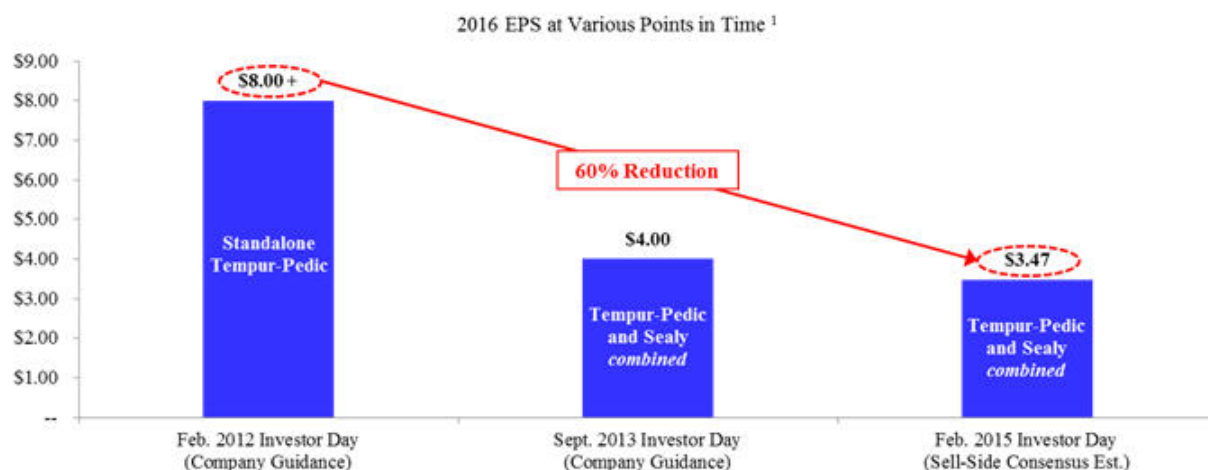 2016 EPS at Various Points in Time ¹
$9.00
$8.00
$7.00
$6.00
$5.00
$4.00
$3.00
$2.00
$1.00
--
$8.00 +
60% Reduction
$4.00
$3.47
Standalone
Tempur-Pedic
Tempur-Pedic
and Sealy
combined
Tempur-Pedic
and Sealy
combined
Feb. 2012 Investor Day
(Company Guidance)
Sept. 2013 Investor Day
(Company Guidance)
Feb. 2015 Investor Day
(Sell-Side Consensus Est.)